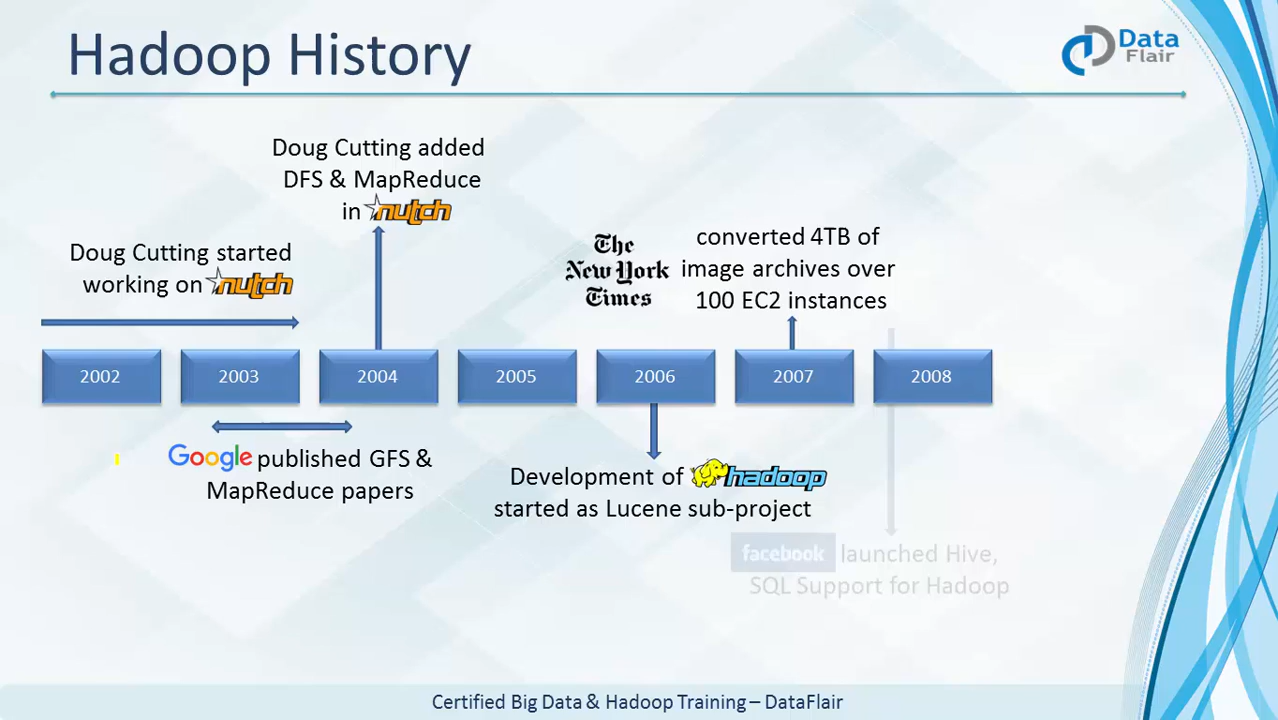 Hadoop History
Data
Flair
Doug Cutting added
DFS & MapReduce
in nutch
Doug Cutting started
working on nutch
The
New York
Times
converted 4TB of
image archives over
100 EC2 instances
2002
2003
2004
2005
2006
2007
2008
Google published GFS &
MapReduce papers
Development of hadoop
started as Lucene sub-project
facebook launched Hive,
SQL Support for Hadoop
Certified Big Data & Hadoop Training – DataFlair